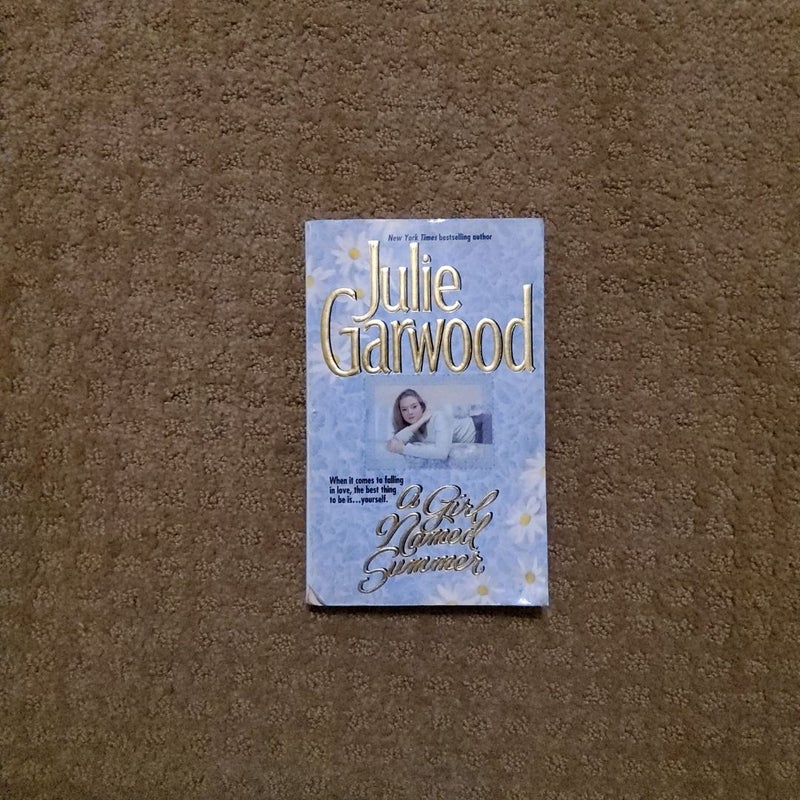 New York Times bestselling author
Julie
Garwood
When it comes to falling
in love, the best thing
to be is...yourself.
A Girl
Named
Summer